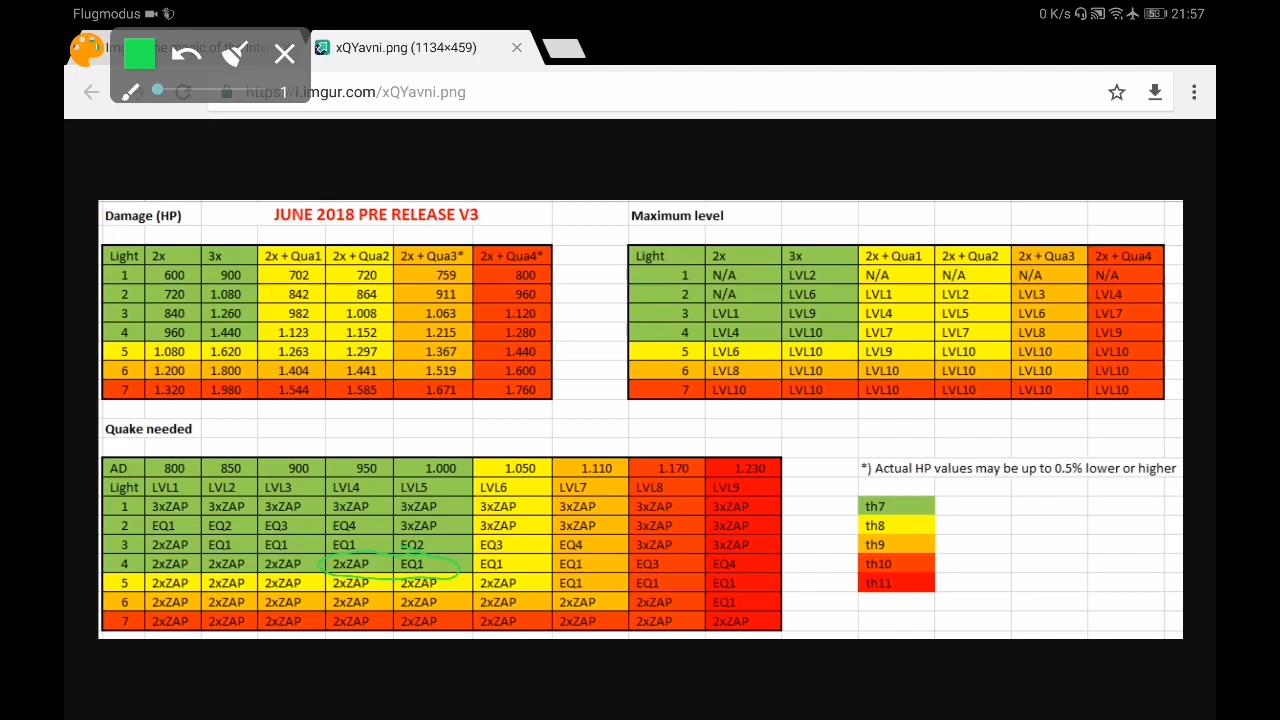 Flugmodus
0 K/s 53 21:57
xQYavni.png (1134×459)
https://i.imgur.com/xQYavni.png
1
Damage (HP) JUNE 2018 PRE RELEASE V3 Maximum level
Light 2x 3x 2x + Qua1 2x + Qua2 2x + Qua3* 2x + Qua4* Light 2x 3x 2x + Qua1 2x + Qua2 2x + Qua3 2x + Qua4
1 600 900 702 720 759 800 1 N/A LVL2 N/A N/A N/A N/A
2 720 1.080 842 864 911 960 2 N/A LVL6 LVL1 LVL2 LVL3 LVL4
3 840 1.260 982 1.008 1.063 1.120 3 LVL1 LVL9 LVL4 LVL5 LVL6 LVL7
4 960 1.440 1.123 1.152 1.215 1.280 4 LVL4 LVL10 LVL7 LVL7 LVL8 LVL9
5 1.080 1.620 1.263 1.297 1.367 1.440 5 LVL6 LVL10 LVL9 LVL10 LVL10 LVL10
6 1.200 1.800 1.404 1.441 1.519 1.600 6 LVL8 LVL10 LVL10 LVL10 LVL10 LVL10
7 1.320 1.980 1.544 1.585 1.671 1.760 7 LVL10 LVL10 LVL10 LVL10 LVL10 LVL10
Quake needed
AD 800 850 900 950 1.000 1.050 1.110 1.170 1.230 *) Actual HP values may be up to 0.5% lower or higher
Light LVL1 LVL2 LVL3 LVL4 LVL5 LVL6 LVL7 LVL8 LVL9
1 3xZAP 3xZAP 3xZAP 3xZAP 3xZAP 3xZAP 3xZAP 3xZAP 3xZAP th7
2 EQ1 EQ2 EQ3 EQ4 3xZAP 3xZAP 3xZAP 3xZAP 3xZAP th8
3 2xZAP EQ1 EQ1 EQ1 EQ2 EQ3 EQ4 3xZAP 3xZAP th9
4 2xZAP 2xZAP 2xZAP 2xZAP EQ1 EQ1 EQ1 EQ3 EQ4 th10
5 2xZAP 2xZAP 2xZAP 2xZAP 2xZAP 2xZAP EQ1 EQ1 EQ1 th11
6 2xZAP 2xZAP 2xZAP 2xZAP 2xZAP 2xZAP 2xZAP 2xZAP EQ1
7 2xZAP 2xZAP 2xZAP 2xZAP 2xZAP 2xZAP 2xZAP 2xZAP 2xZAP